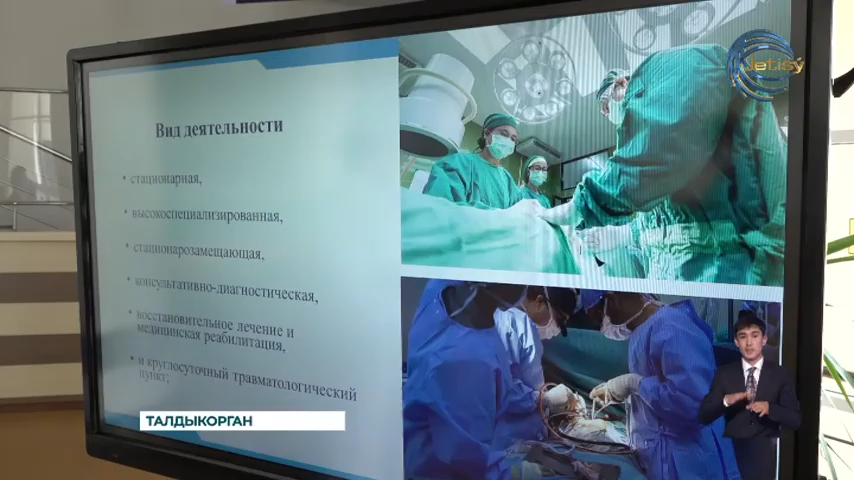 Jetisý
Вид деятельности
• стационарная,
• высокоспециализированная,
• стационарозамещающая,
• консультативно-диагностическая,
• восстановительное лечение и
медицинская реабилитация,
• и круглосуточный травматологический
пункт;
ТАЛДЫКОРГАН